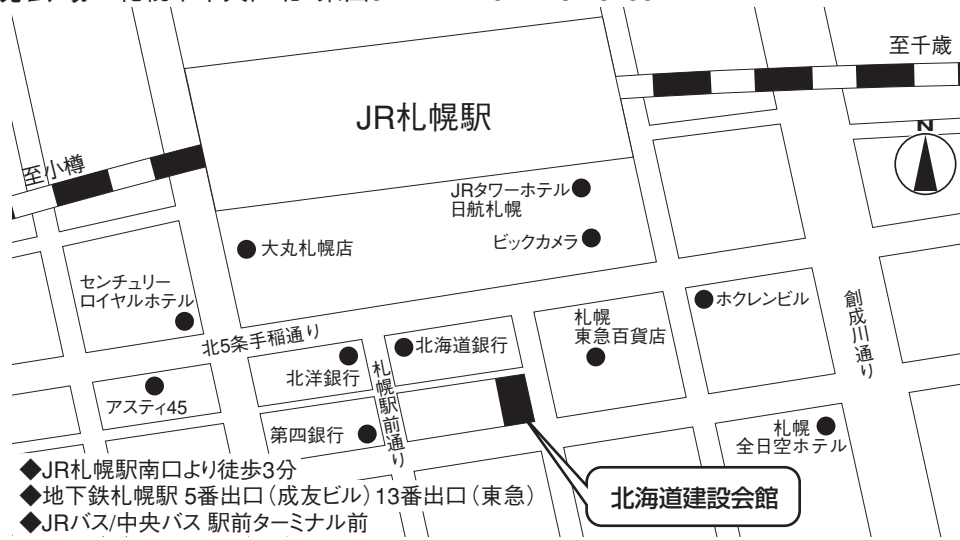 至千歳
JR札幌駅
N
至小樽
JRタワーホテル
日航札幌
ビックカメラ
大丸札幌店
センチュリー
ロイヤルホテル
ホクレンビル
創成川通り
札幌
東急百貨店
北5条手稲通り
北海道銀行
北洋銀行
札幌駅前通り
アスティ45
第四銀行
札幌
全日空ホテル
北海道建設会館
◆JR札幌駅南口より徒歩3分
◆地下鉄札幌駅 5番出口（成友ビル）13番出口（東急）
◆JRバス/中央バス 駅前ターミナル前